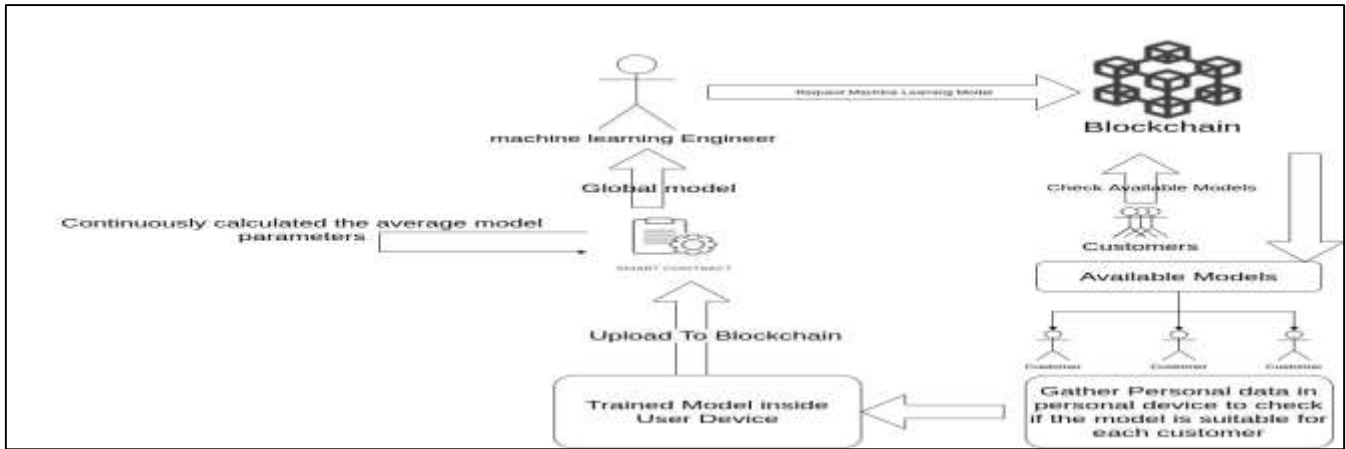 Request Machine Learning Model
Blockchain
machine learning Engineer
Global model
Check Available Models
Continuously calculated the average model
parameters
Customers
SMART CONTRACT
Available Models
Upload To Blockchain
Customer
Customer
Customer
Trained Model inside
User Device
Gather Personal data in
personal device to check
if the model is suitable for
each customer